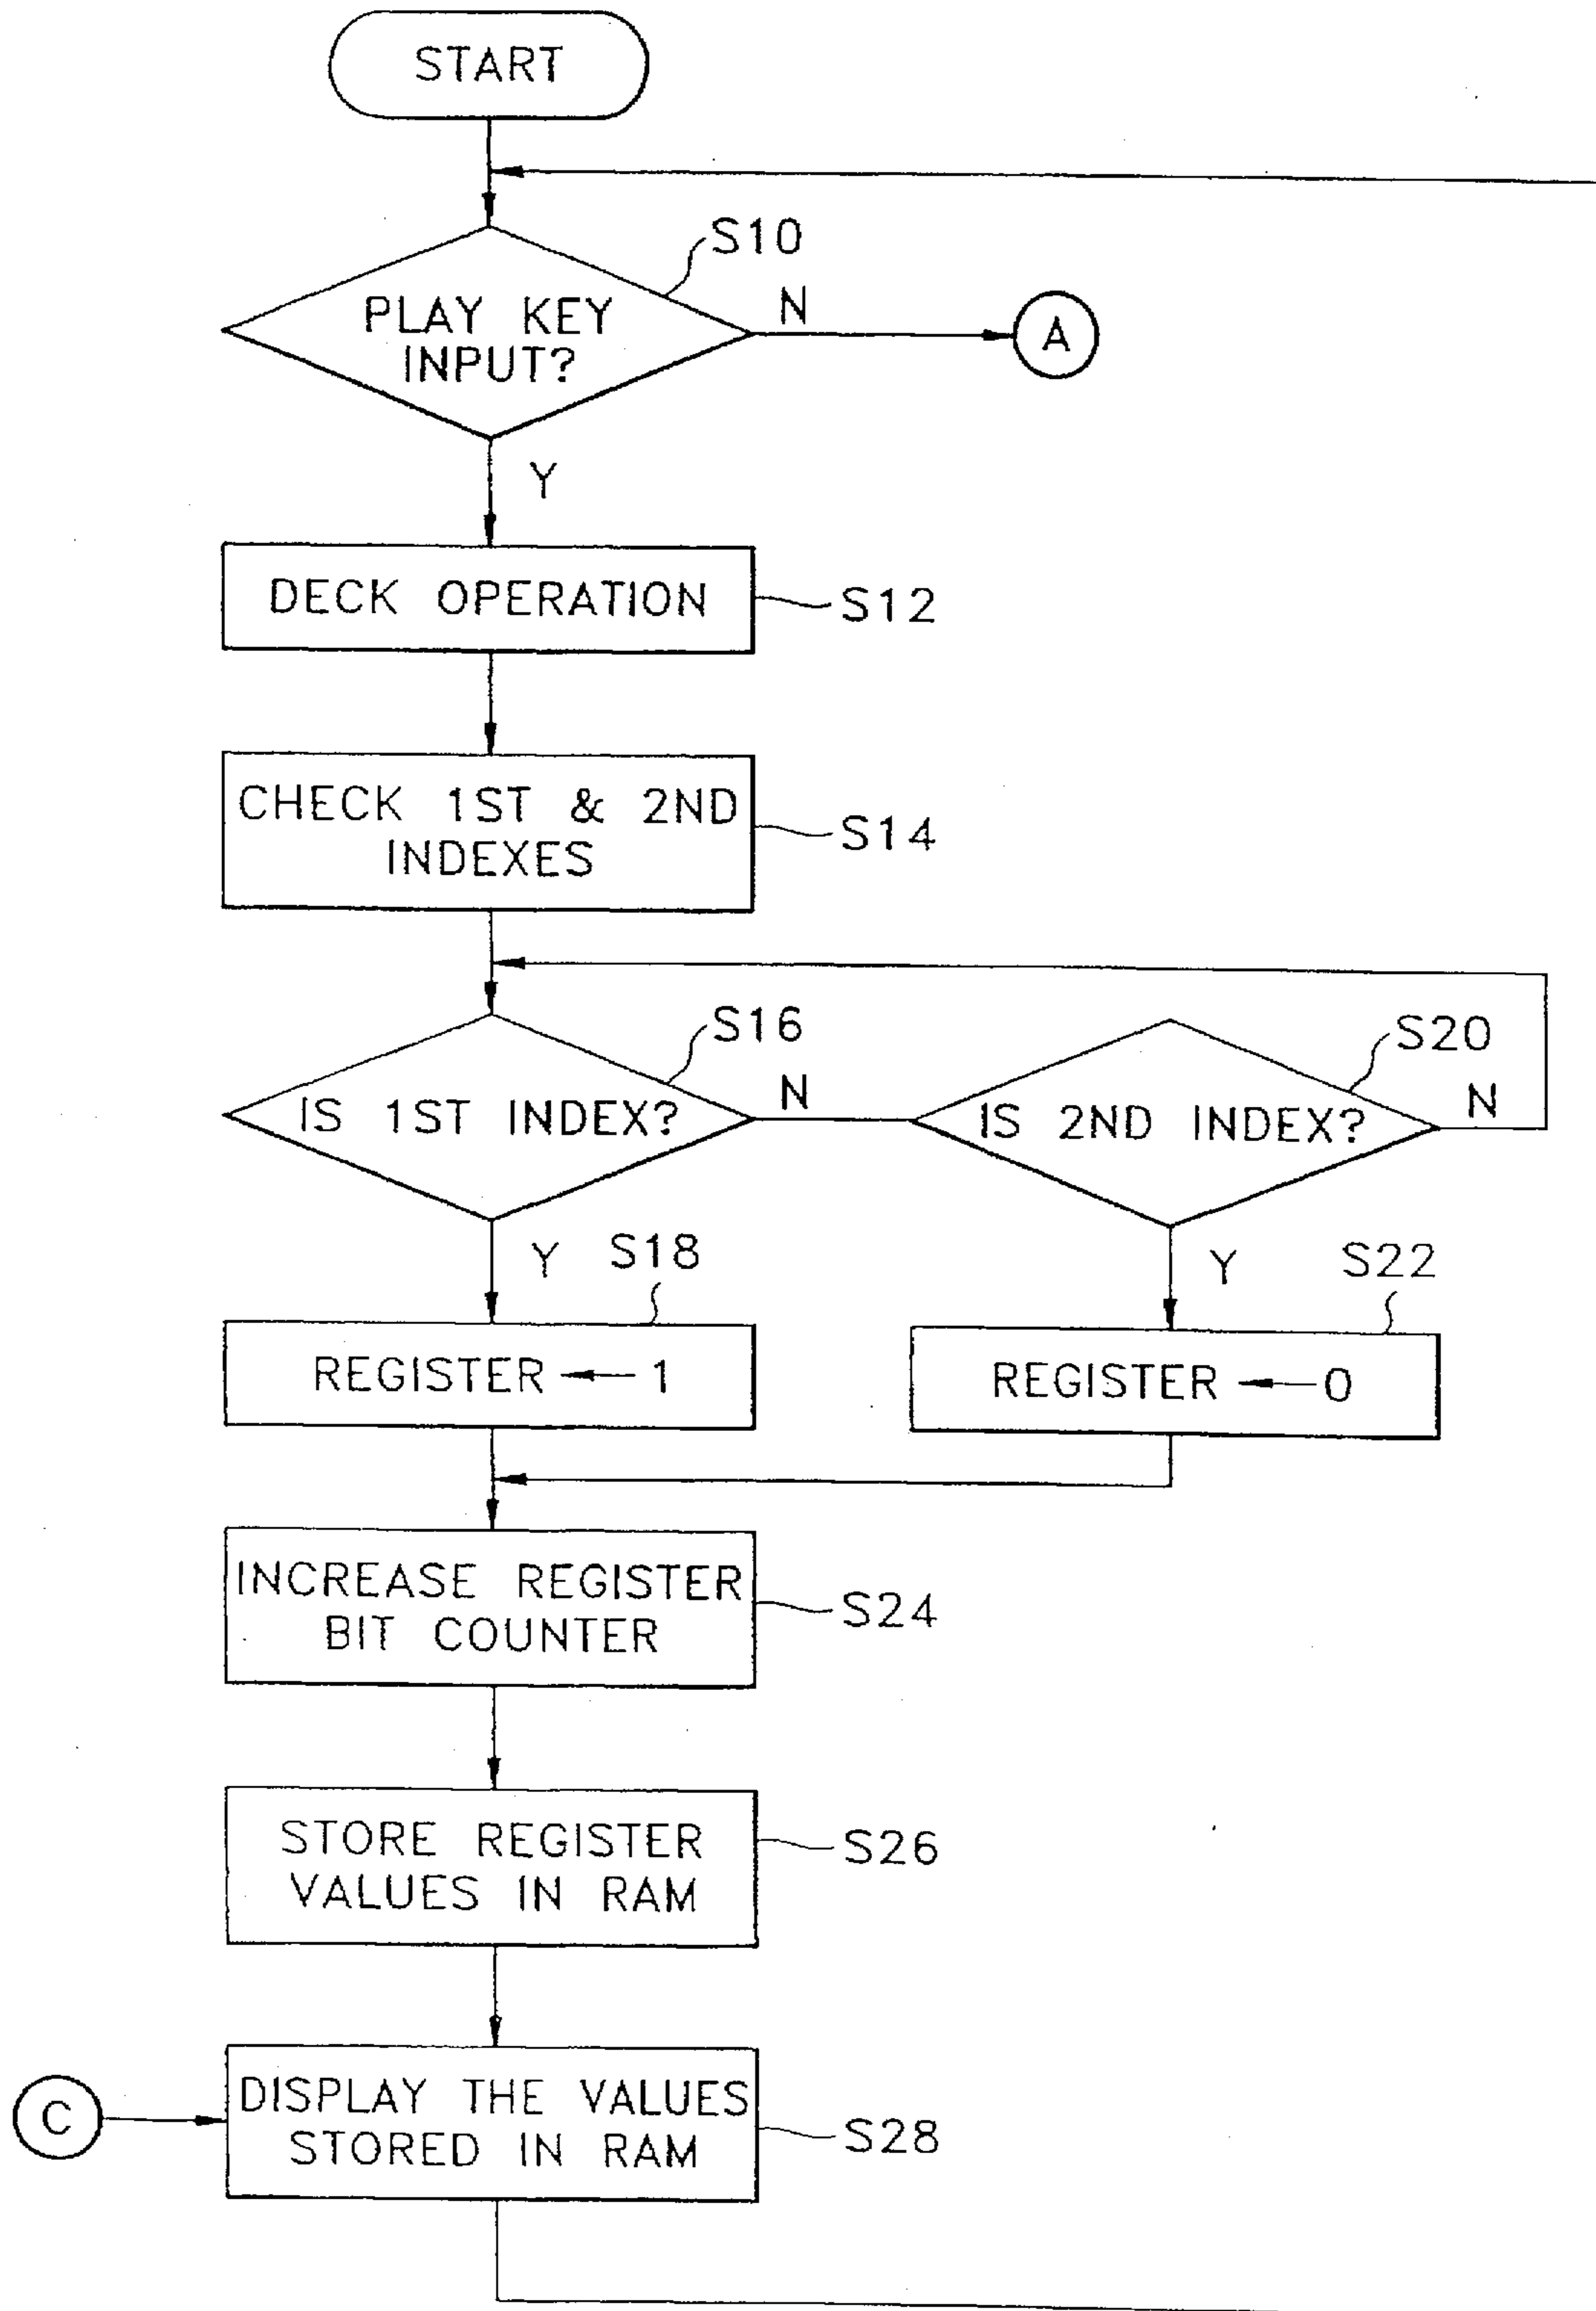 START
S10
PLAY KEY
INPUT?
N
A
Y
DECK OPERATION
S12
CHECK 1ST & 2ND
INDEXES
S14
S16
IS 1ST INDEX?
N
S20
IS 2ND INDEX?
N
Y
S18
REGISTER ← 1
Y
S22
REGISTER ← 0
INCREASE REGISTER
BIT COUNTER
S24
STORE REGISTER
VALUES IN RAM
S26
C
DISPLAY THE VALUES
STORED IN RAM
S28